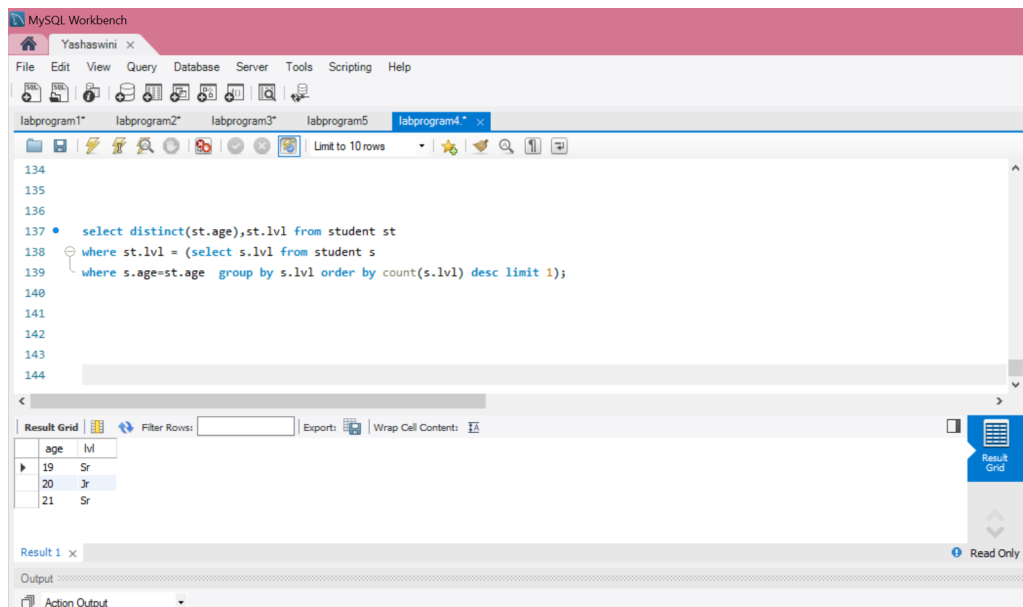 MySQL Workbench
Yashaswini
File Edit View Query Database Server Tools Scripting Help
labprogram1* labprogram2* labprogram3* labprogram5 labprogram4.*
Limit to 10 rows
134
135
136
137 select distinct(st.age),st.lvl from student st
138 where st.lvl = (select s.lvl from student s
139 where s.age=st.age  group by s.lvl order by count(s.lvl) desc limit 1);
140
141
142
143
144
Result Grid Filter Rows: Export: Wrap Cell Content: IA
Result Grid
age lvl
19 Sr
20 Jr
21 Sr
Result 1 Read Only
Output
Action Output